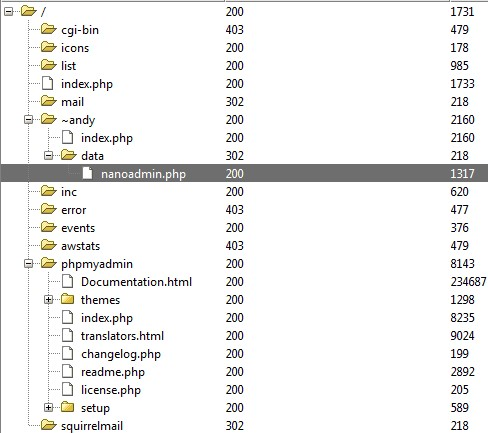 / 200 1731
cgi-bin 403 479
icons 200 178
list 200 985
index.php 200 1733
mail 302 218
~andy 200 2160
index.php 200 2160
data 302 218
nanoadmin.php 200 1317
inc 200 620
error 403 477
events 200 376
awstats 403 479
phpmyadmin 200 8143
Documentation.html 200 234687
themes 200 1298
index.php 200 8235
translators.html 200 9024
changelog.php 200 199
readme.php 200 2892
license.php 200 205
setup 200 589
squirrelmail 302 218